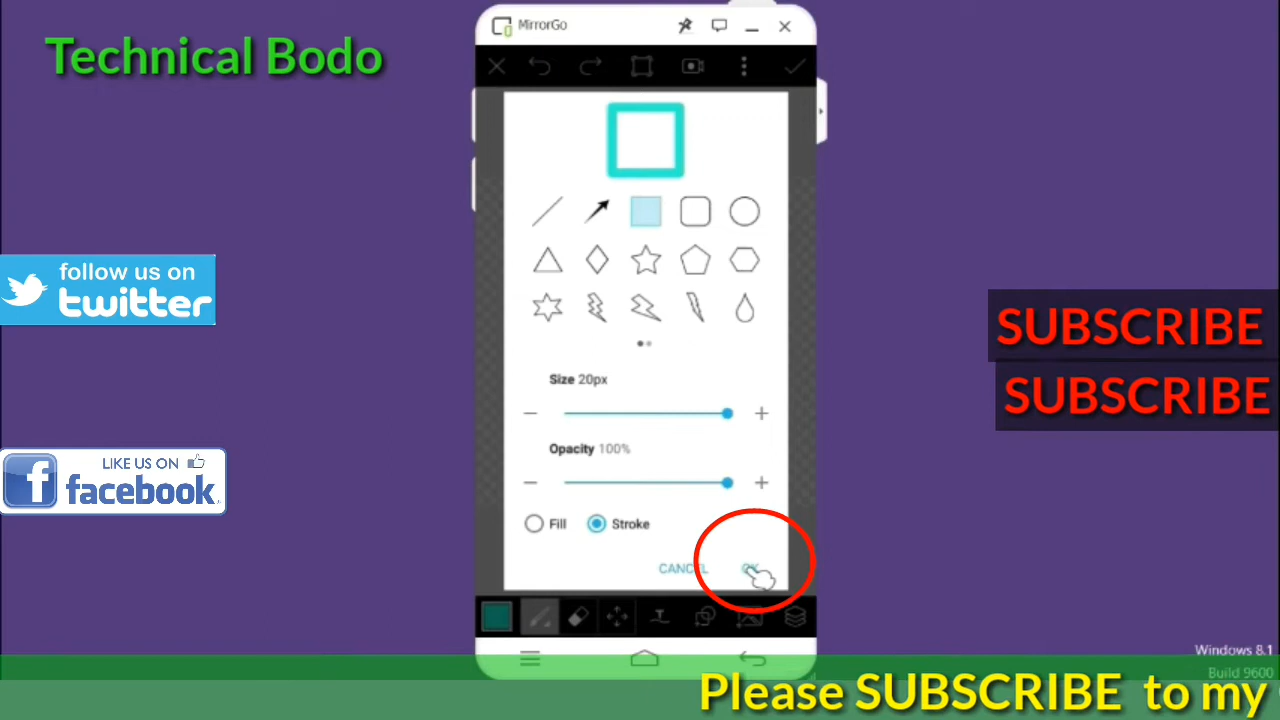 Technical Bodo
MirrorGo
follow us on
twitter
LIKE US ON
facebook
Size 20px
Opacity 100%
Fill
Stroke
CANCEL
OK
SUBSCRIBE
SUBSCRIBE
Windows 8.1
Build 9600
Please SUBSCRIBE to my